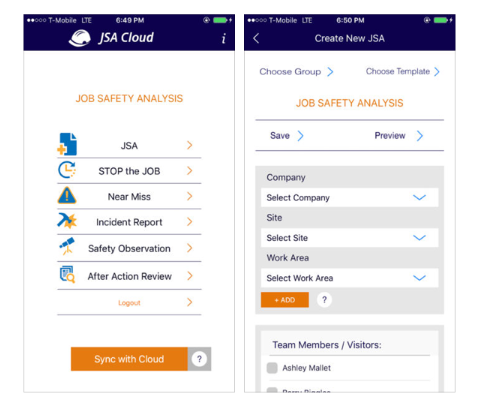 T-Mobile LTE 6:49 PM
JSA Cloud i
JOB SAFETY ANALYSIS
JSA
STOP the JOB
Near Miss
Incident Report
Safety Observation
After Action Review
Logout
Sync with Cloud ?
T-Mobile LTE 6:50 PM
Create New JSA
Choose Group Choose Template
JOB SAFETY ANALYSIS
Save Preview
Company
Select Company
Site
Select Site
Work Area
Select Work Area
+ ADD ?
Team Members / Visitors:
Ashley Mallet